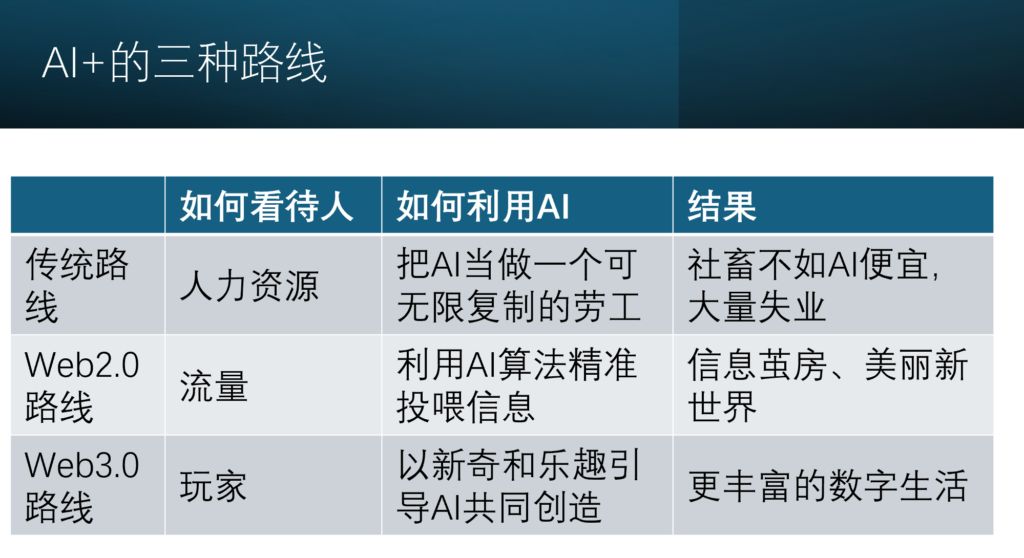 AI+的三种路线
如何看待人 如何利用AI 结果
传统路
线
人力资源
把AI当做一个可
无限复制的劳工
社畜不如AI便宜，
大量失业
Web2.0
路线
流量
利用AI算法精准
投喂信息
信息茧房、美丽新
世界
Web3.0
路线
玩家
以新奇和乐趣引
导AI共同创造
更丰富的数字生活